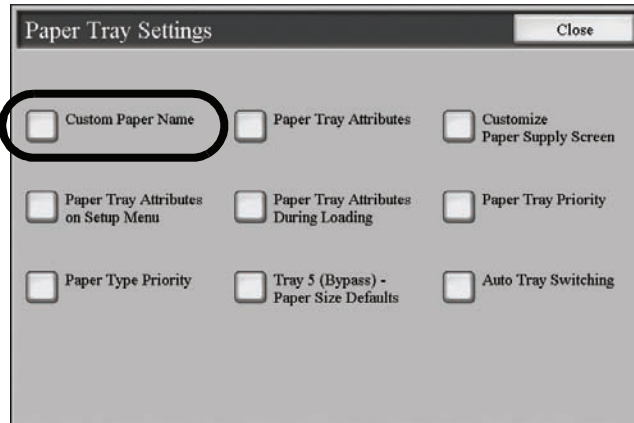 Paper Tray Settings
Close
Custom Paper Name
Paper Tray Attributes
Customize
Paper Supply Screen
Paper Tray Attributes
on Setup Menu
Paper Tray Attributes
During Loading
Paper Tray Priority
Paper Type Priority
Tray 5 (Bypass) -
Paper Size Defaults
Auto Tray Switching